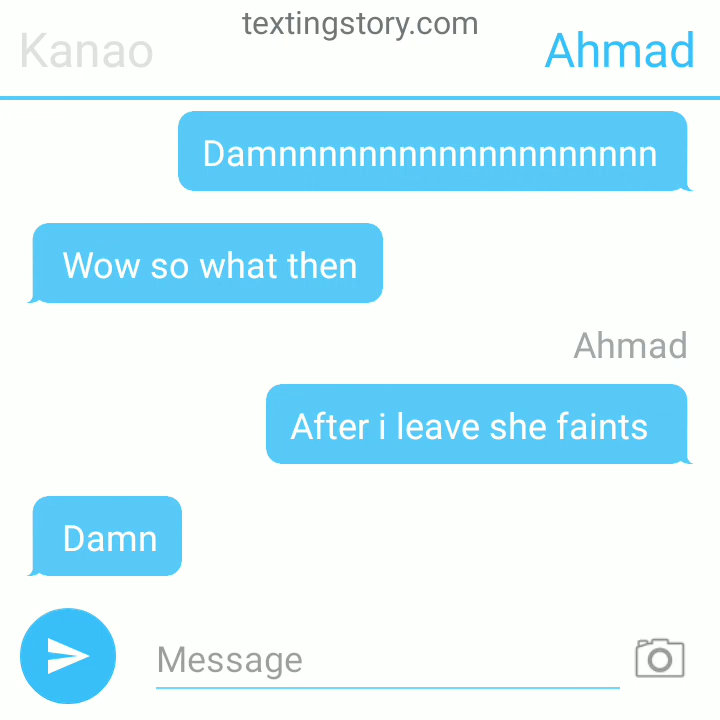 textingstory.com
Kanao
Ahmad
Damnnnnnnnnnnnnnnnnnnn
Wow so what then
Ahmad
After i leave she faints
Damn
Message